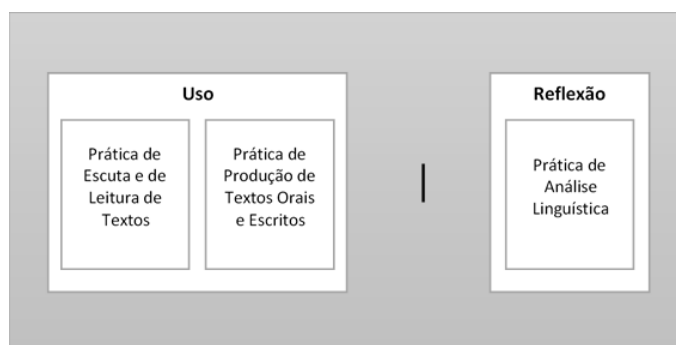 Uso
Prática de
Escuta e de
Leitura de
Textos
Prática de
Produção de
Textos Orais
e Escritos
Reflexão
Prática de
Análise
Linguística